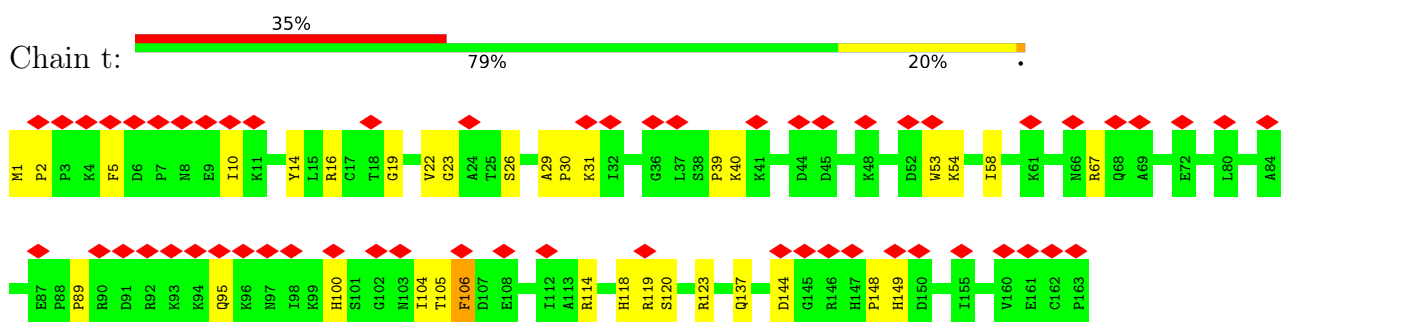 35%
Chain t:
79% 20% •
M1 P2 P3 K4 F5 D6 P7 N8 E9 I10 K11 Y14 L15 R16 C17 T18 G19 V22 G23 A24 T25 S26 A29 P30 K31 I32 G36 L37 S38 P39 K40 K41 D44 D45 K48 D52 W53 K54 I58 K61 N66 R67 Q68 A69 E72 L80 A84
E87 P88 P89 R90 D91 R92 K93 K94 Q95 K96 N97 I98 K99 H100 S101 G102 N103 I104 T105 F106 D107 E108 I112 A113 R114 H118 R119 S120 R123 Q137 D144 G145 R146 H147 P148 H149 D150 I155 V160 E161 C162 P163